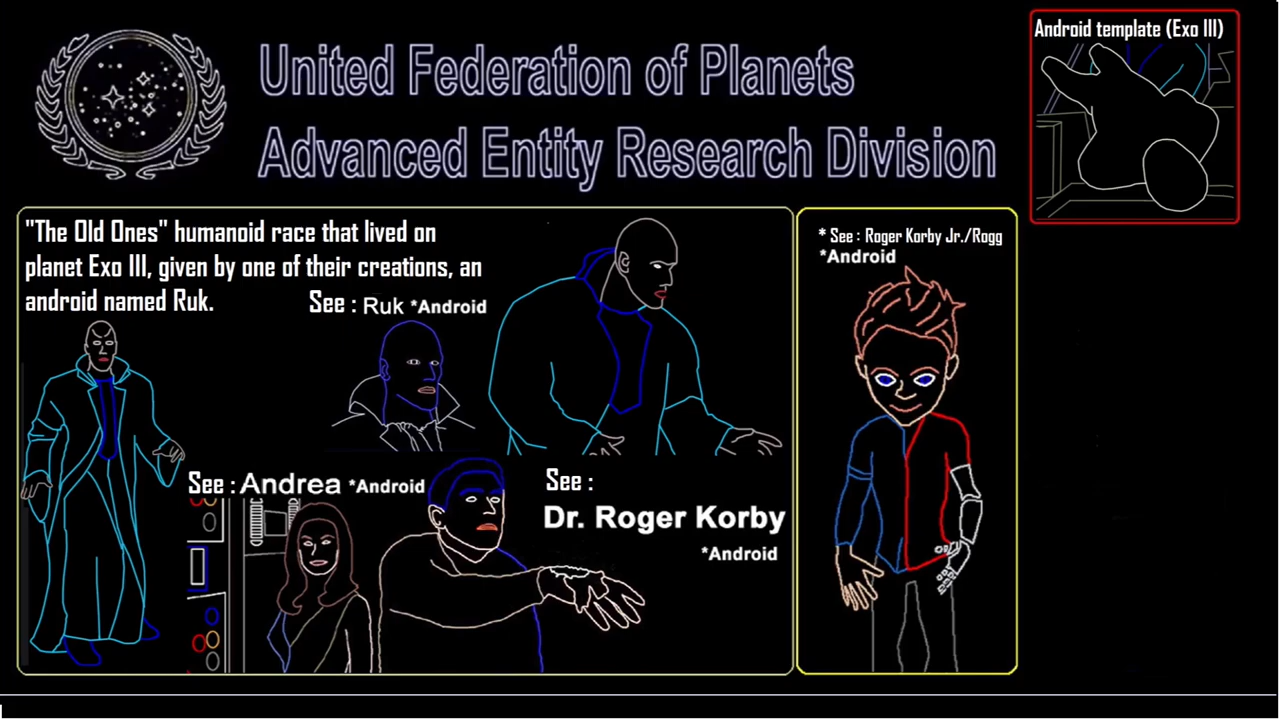 United Federation of Planets
Advanced Entity Research Division
Android template (Exo III)
"The Old Ones" humanoid race that lived on
planet Exo III, given by one of their creations, an
android named Ruk.
See : Ruk *Android
See : Andrea *Android
See :
Dr. Roger Korby
*Android
* See : Roger Korby Jr./Rogg
*Android